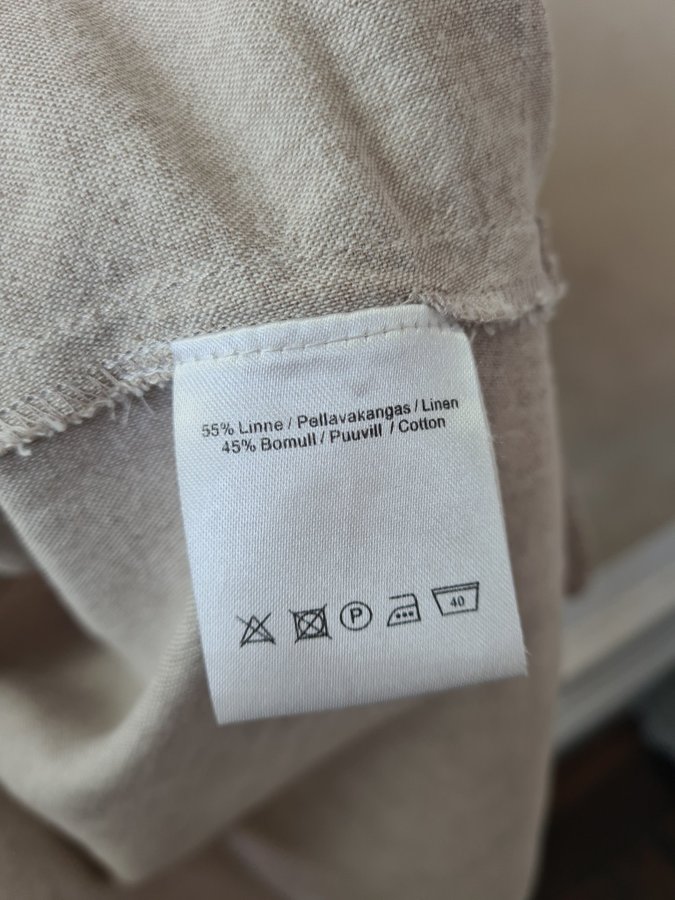 55% Linne / Pellavakangas / Linen
45% Bomull / Puuvill / Cotton
P 40